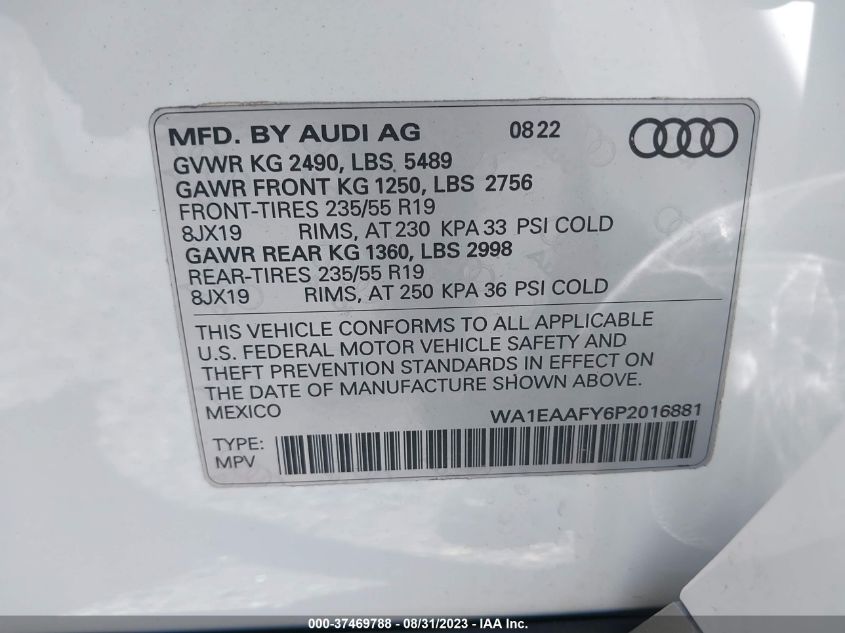 MFD. BY AUDI AG 08 22
GVWR KG 2490, LBS 5489
GAWR FRONT KG 1250, LBS 2756
FRONT-TIRES 235/55 R19
8JX19 RIMS, AT 230 KPA 33 PSI COLD
GAWR REAR KG 1360, LBS 2998
REAR-TIRES 235/55 R19
8JX19 RIMS, AT 250 KPA 36 PSI COLD
THIS VEHICLE CONFORMS TO ALL APPLICABLE
U.S. FEDERAL MOTOR VEHICLE SAFETY AND
THEFT PREVENTION STANDARDS IN EFFECT ON
THE DATE OF MANUFACTURE SHOWN ABOVE.
MEXICO WA1EAAFY6P2016881
TYPE:
MPV
000-37469788 - 08/31/2023 - IAA Inc.